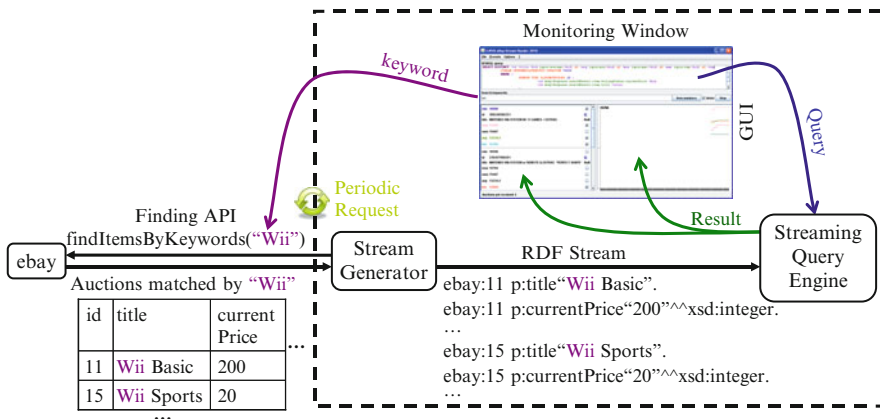 Monitoring Window
keyword
GUI
Query
Periodic
Request
Result
Finding API
findItemsByKeywords(“Wii”)
ebay
Stream
Generator
RDF Stream
Streaming
Query
Engine
Auctions matched by “Wii”
id title current Price ...
11 Wii Basic 200
15 Wii Sports 20
...
ebay:11 p:title“Wii Basic”.
ebay:11 p:currentPrice“200”^^xsd:integer.
...
ebay:15 p:title“Wii Sports”.
ebay:15 p:currentPrice“20”^^xsd:integer.
...